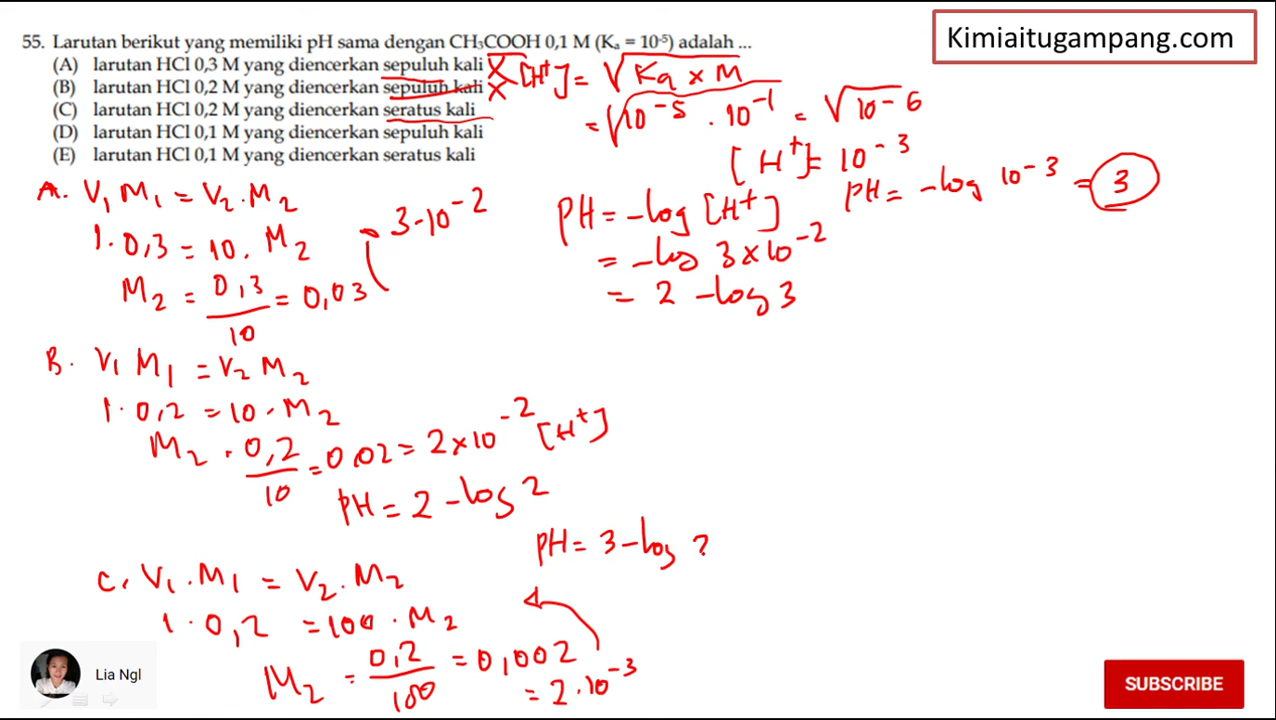 Kimiaitugampang.com
55. Larutan berikut yang memiliki pH sama dengan CH₃COOH 0,1 M (Kₐ = 10⁻⁵) adalah ...
(A) larutan HCl 0,3 M yang diencerkan sepuluh kali
(B) larutan HCl 0,2 M yang diencerkan sepuluh kali
(C) larutan HCl 0,2 M yang diencerkan seratus kali
(D) larutan HCl 0,1 M yang diencerkan sepuluh kali
(E) larutan HCl 0,1 M yang diencerkan seratus kali
[H⁺] = √Ka x M
= √10⁻⁵ . 10⁻¹ = √10⁻⁶
[H⁺] = 10⁻³
PH = -log 10⁻³ = 3
A. V₁ M₁ = V₂ . M₂
1 . 0,3 = 10 . M₂
M₂ = 0,3/10 = 0,03
3 . 10⁻²
PH = -log [H⁺]
= -log 3 x 10⁻²
= 2 - log 3
B. V₁ M₁ = V₂ M₂
1 . 0,2 = 10 . M₂
M₂ = 0,2/10 = 0,02 = 2 x 10⁻² [H⁺]
PH = 2 - log 2
PH = 3 - log 2
C. V₁ . M₁ = V₂ . M₂
1 . 0,2 = 100 . M₂
M₂ = 0,2/100 = 0,002
= 2 . 10⁻³
Lia Ngl
SUBSCRIBE